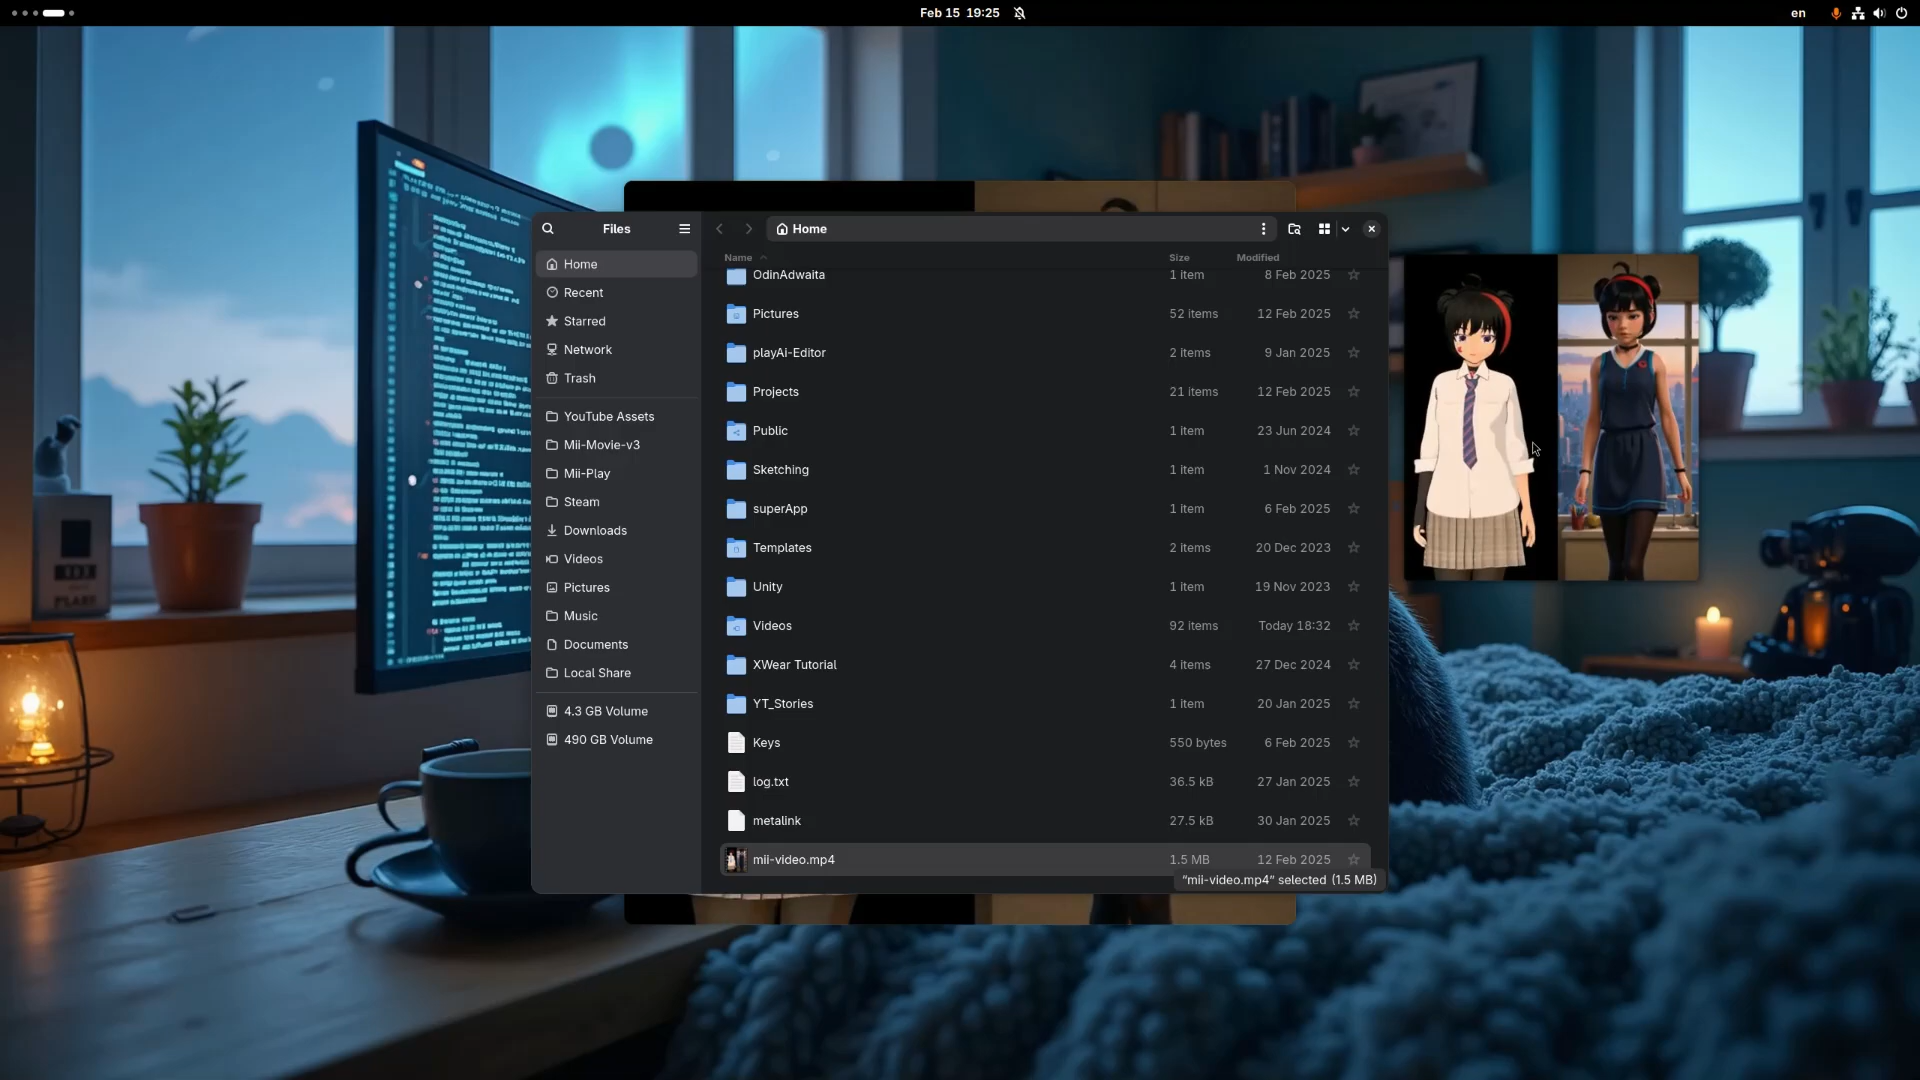 Feb 15 19:25
en
Files
Home
Name Size Modified
Home
Recent
Starred
Network
Trash
YouTube Assets
Mii-Movie-v3
Mii-Play
Steam
Downloads
Videos
Pictures
Music
Documents
Local Share
4.3 GB Volume
490 GB Volume
OdinAdwaita 1 item 8 Feb 2025
Pictures 52 items 12 Feb 2025
playAi-Editor 2 items 9 Jan 2025
Projects 21 items 12 Feb 2025
Public 1 item 23 Jun 2024
Sketching 1 item 1 Nov 2024
superApp 1 item 6 Feb 2025
Templates 2 items 20 Dec 2023
Unity 1 item 19 Nov 2023
Videos 92 items Today 18:32
XWear Tutorial 4 items 27 Dec 2024
YT_Stories 1 item 20 Jan 2025
Keys 550 bytes 6 Feb 2025
log.txt 36.5 kB 27 Jan 2025
metalink 27.5 kB 30 Jan 2025
mii-video.mp4 1.5 MB 12 Feb 2025
“mii-video.mp4” selected (1.5 MB)